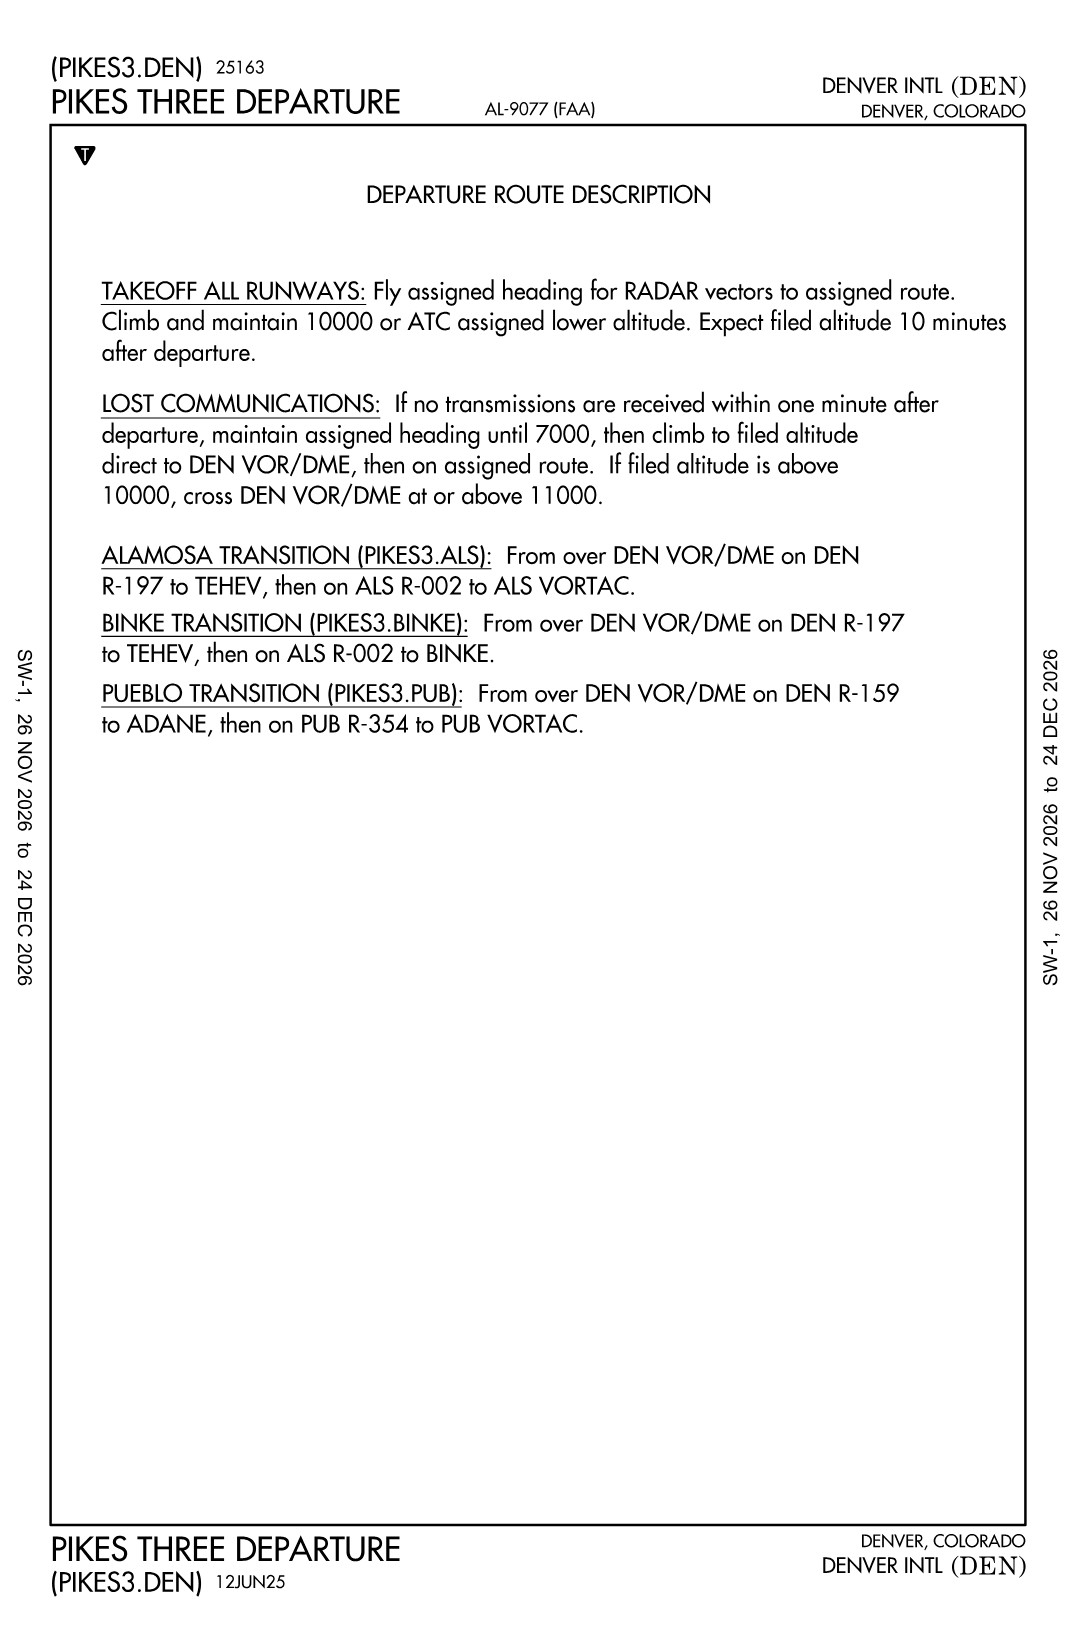 (PIKES3.DEN) 25163
PIKES THREE DEPARTURE
AL-9077 (FAA)
DENVER INTL (DEN)
DENVER, COLORADO
T
DEPARTURE ROUTE DESCRIPTION
TAKEOFF ALL RUNWAYS: Fly assigned heading for RADAR vectors to assigned route.
Climb and maintain 10000 or ATC assigned lower altitude. Expect filed altitude 10 minutes
after departure.
LOST COMMUNICATIONS: If no transmissions are received within one minute after
departure, maintain assigned heading until 7000, then climb to filed altitude
direct to DEN VOR/DME, then on assigned route. If filed altitude is above
10000, cross DEN VOR/DME at or above 11000.
ALAMOSA TRANSITION (PIKES3.ALS): From over DEN VOR/DME on DEN
R-197 to TEHEV, then on ALS R-002 to ALS VORTAC.
BINKE TRANSITION (PIKES3.BINKE): From over DEN VOR/DME on DEN R-197
to TEHEV, then on ALS R-002 to BINKE.
PUEBLO TRANSITION (PIKES3.PUB): From over DEN VOR/DME on DEN R-159
to ADANE, then on PUB R-354 to PUB VORTAC.
SW-1, 26 NOV 2026 to 24 DEC 2026
SW-1, 26 NOV 2026 to 24 DEC 2026
PIKES THREE DEPARTURE
(PIKES3.DEN) 12JUN25
DENVER, COLORADO
DENVER INTL (DEN)